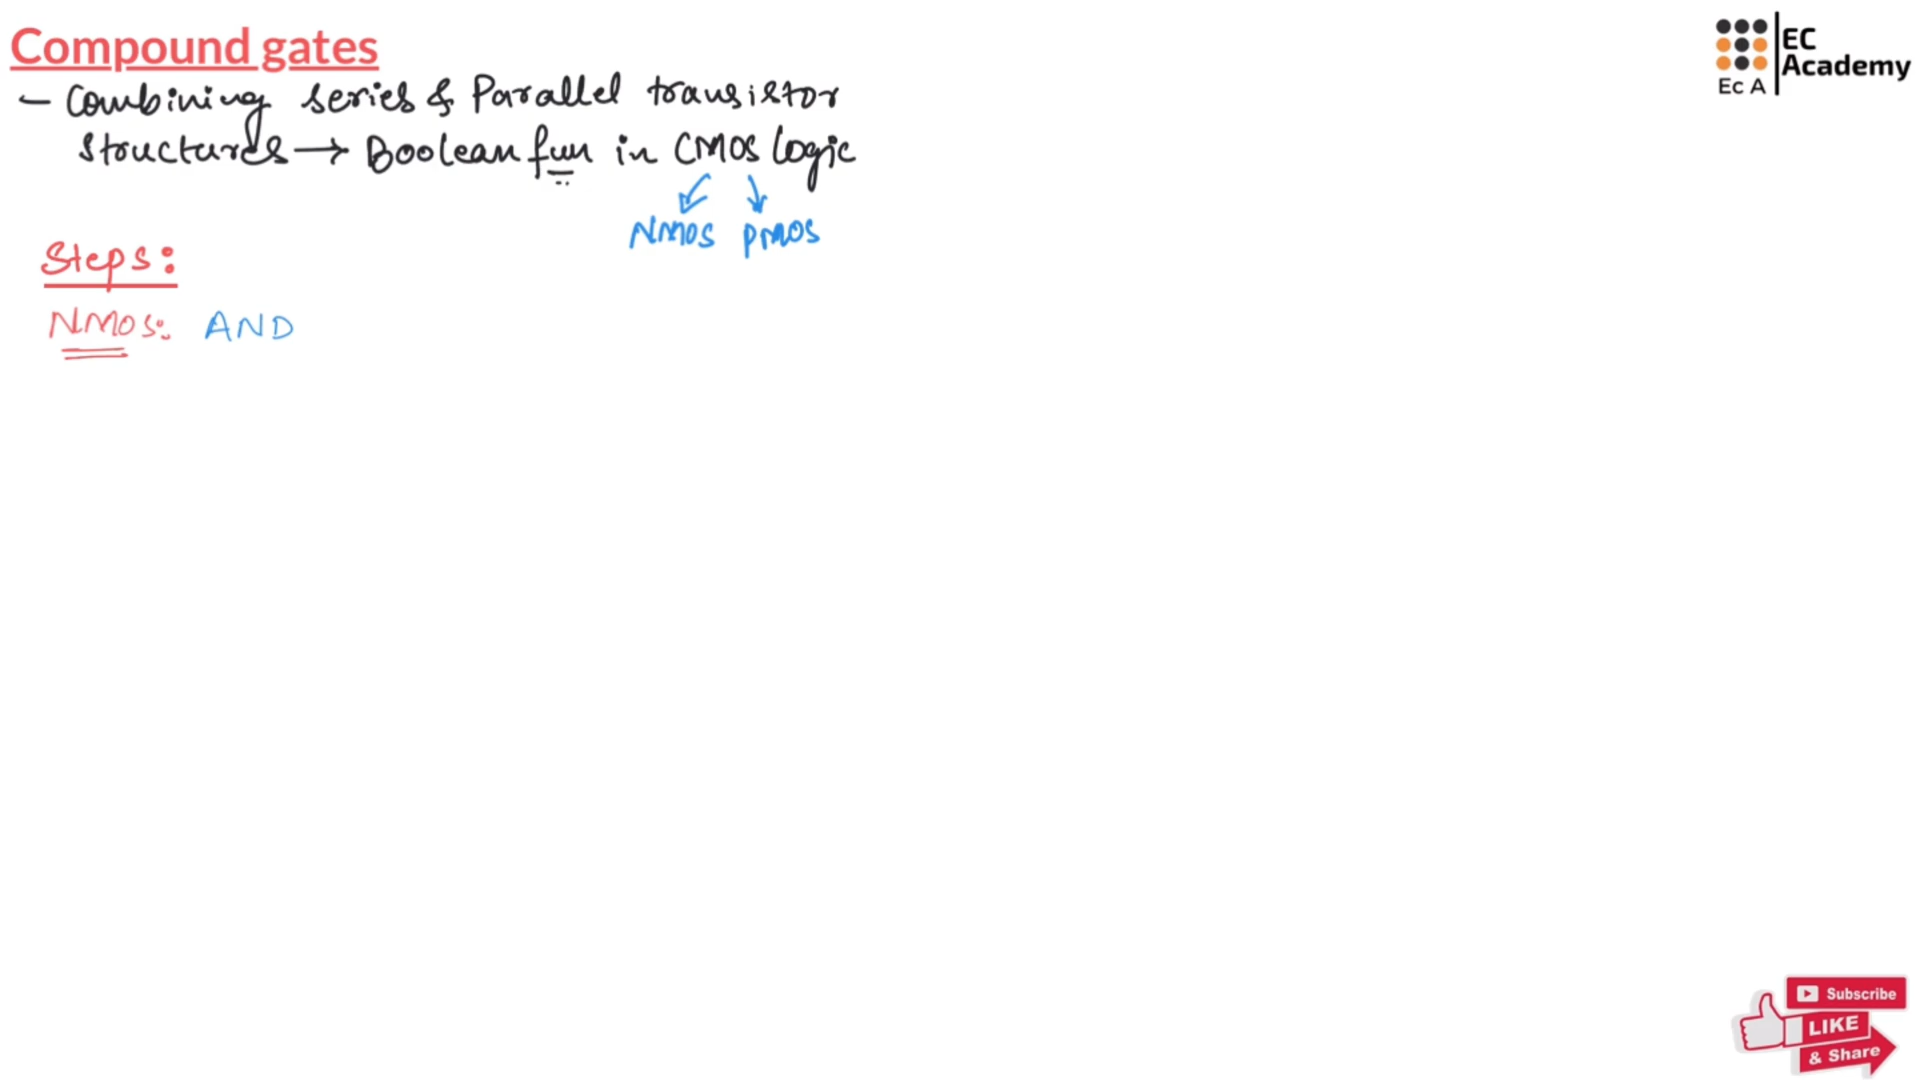 Compound gates
- Combining series & Parallel transistor
structures → Boolean fun in CMOS logic
NMOS PMOS
Steps:
NMOS: AND
EC
Academy
Ec A
Subscribe
LIKE
& Share